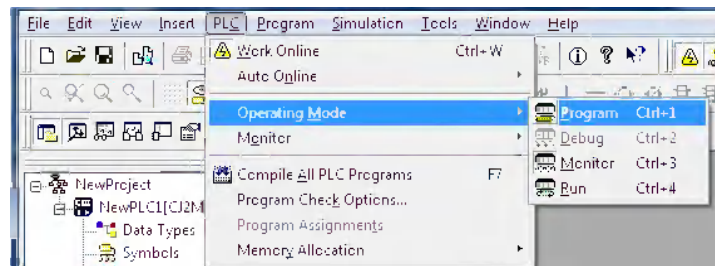 File Edit View Insert PLC Program Simulation Tools Window Help
Work Online Ctrl+W
Auto Online
Operating Mode
Program Ctrl+1
Monitor
Debug Ctrl+2
Monitor Ctrl+3
Compile All PLC Programs F7
Run Ctrl+4
NewProject
Program Check Options...
NewPLC1[CJ2M
Program Assignments
Data Types
Memory Allocation
Symbols